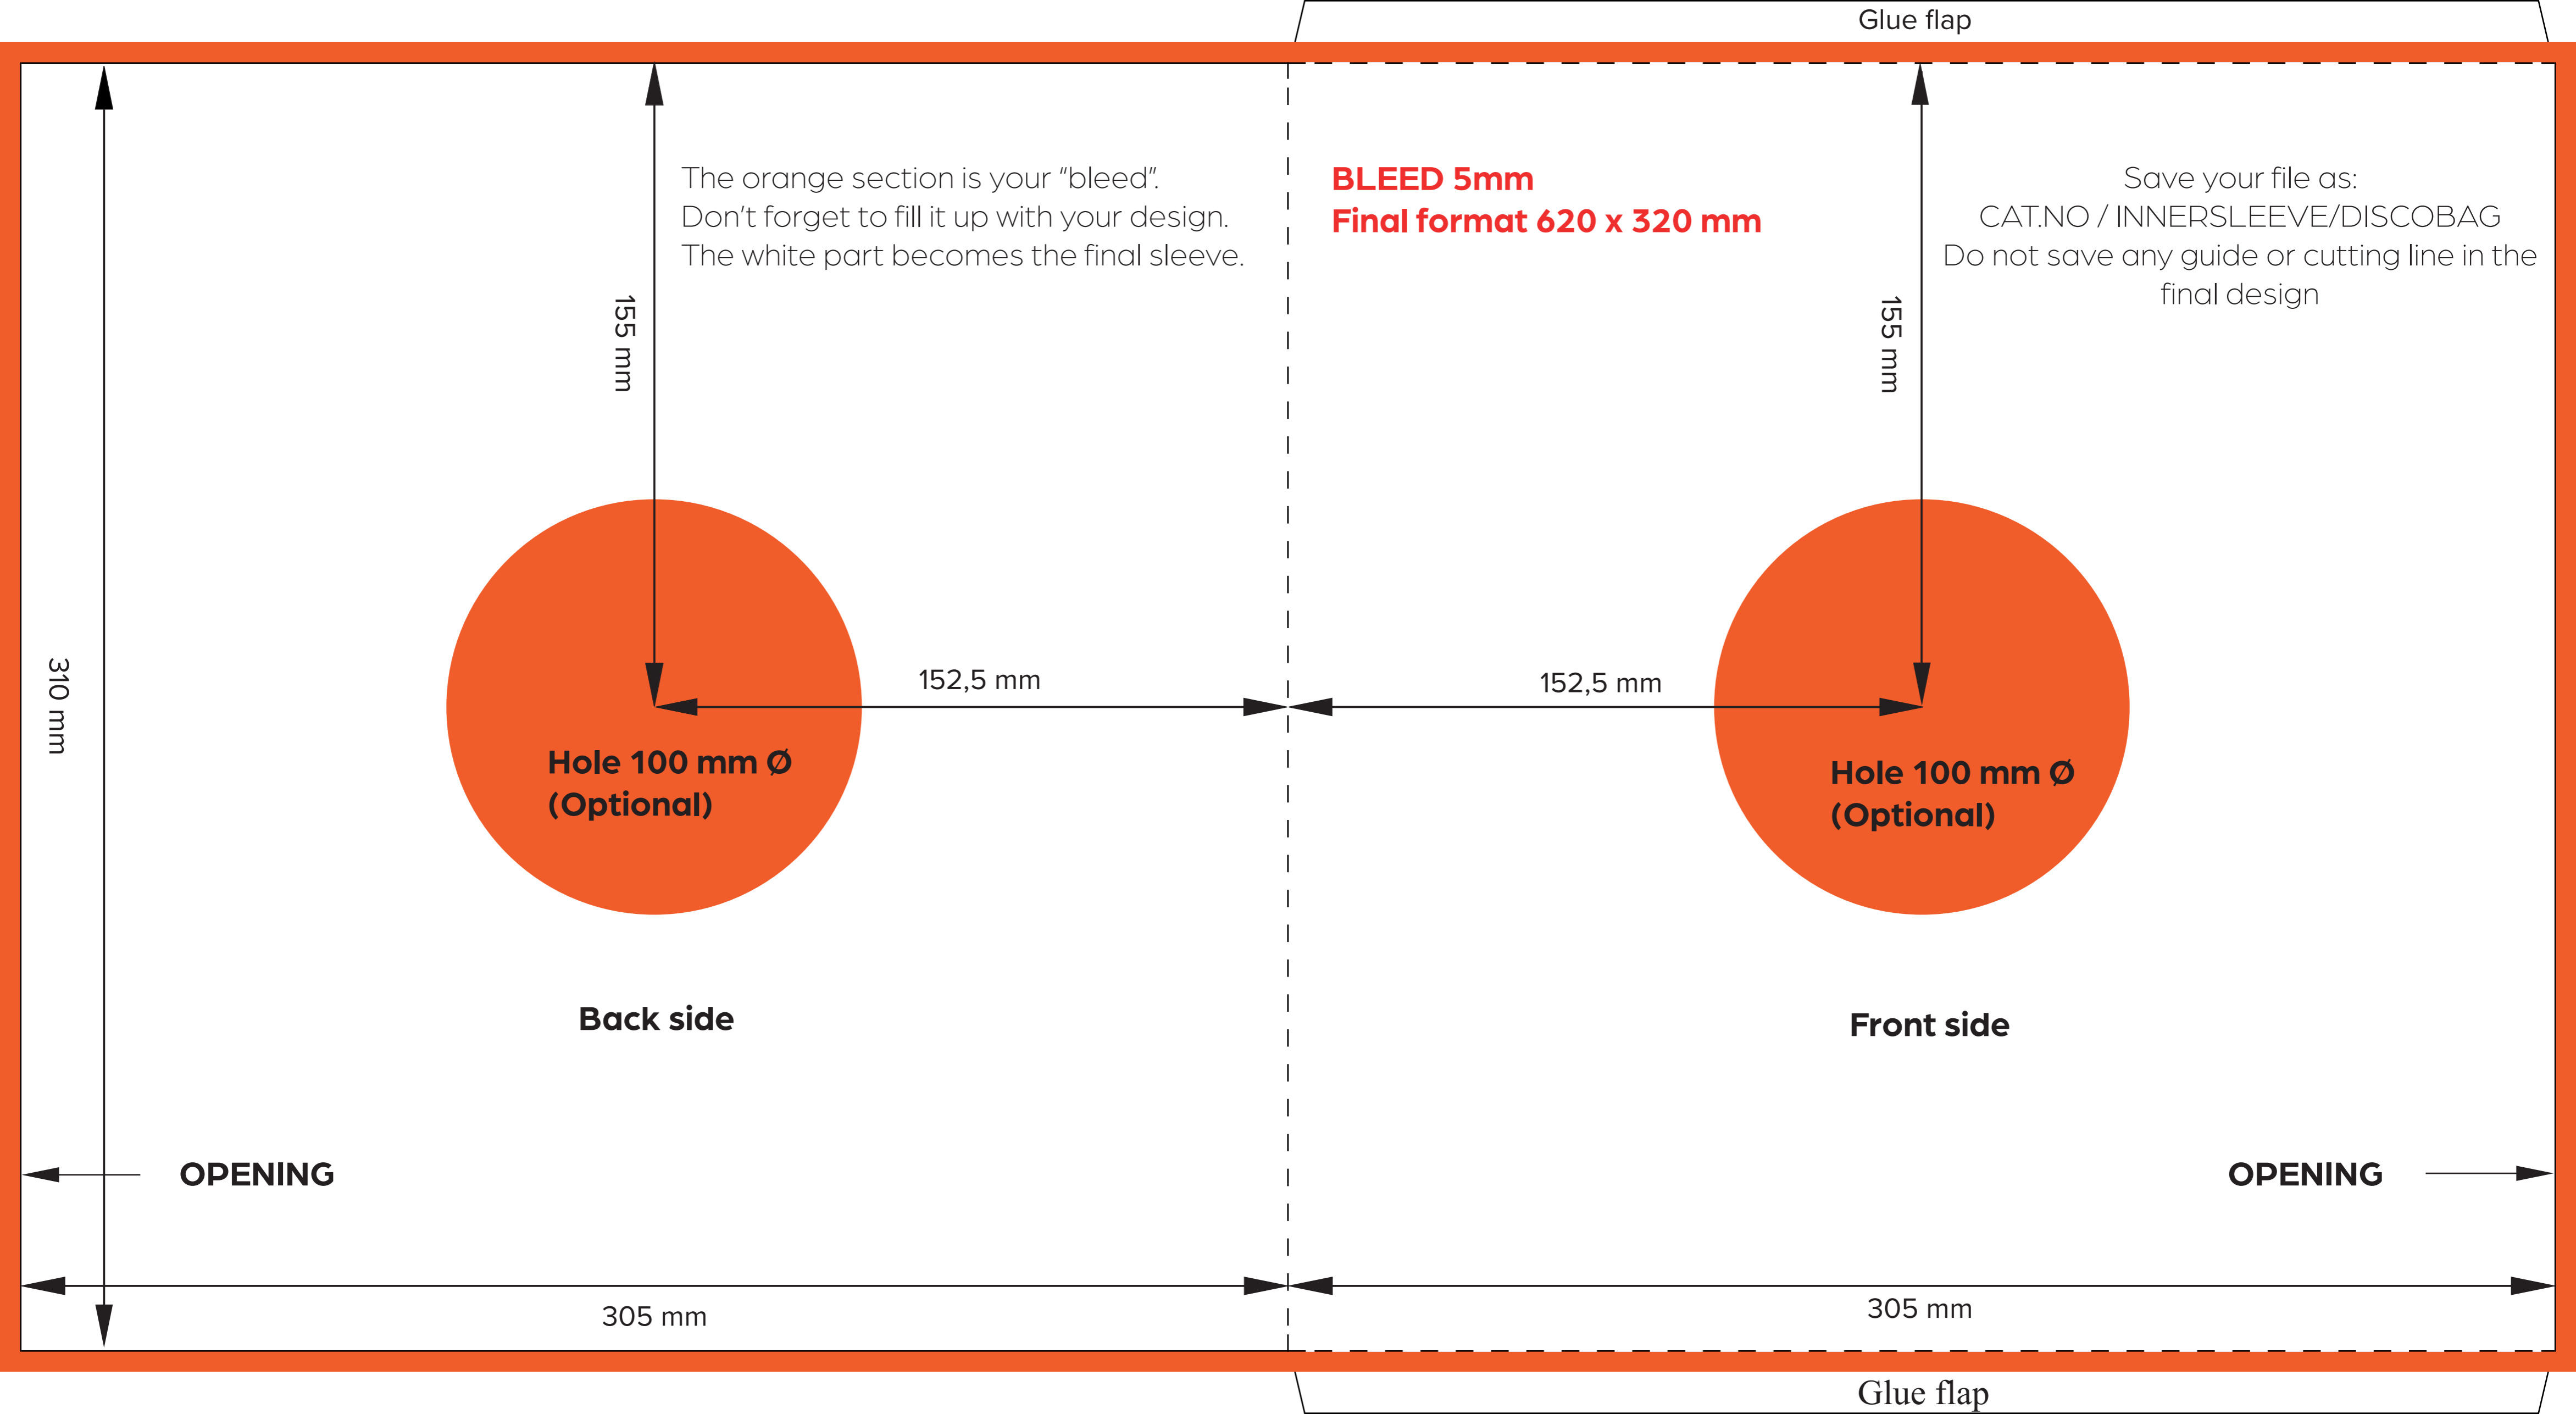 Glue flap
The orange section is your “bleed”.
Don't forget to fill it up with your design.
The white part becomes the final sleeve.
BLEED 5mm
Final format 620 x 320 mm
Save your file as:
CAT.NO / INNERSLEEVE/DISCOBAG
Do not save any guide or cutting line in the
final design
155 mm
155 mm
310 mm
152,5 mm
152,5 mm
Hole 100 mm Ø
(Optional)
Hole 100 mm Ø
(Optional)
Back side
Front side
OPENING
OPENING
305 mm
305 mm
Glue flap